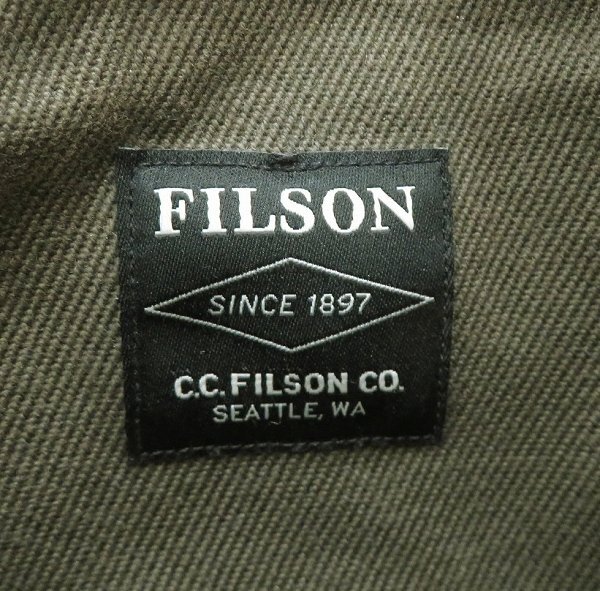 FILSON
SINCE 1897
C.C.FILSON CO.
SEATTLE, WA